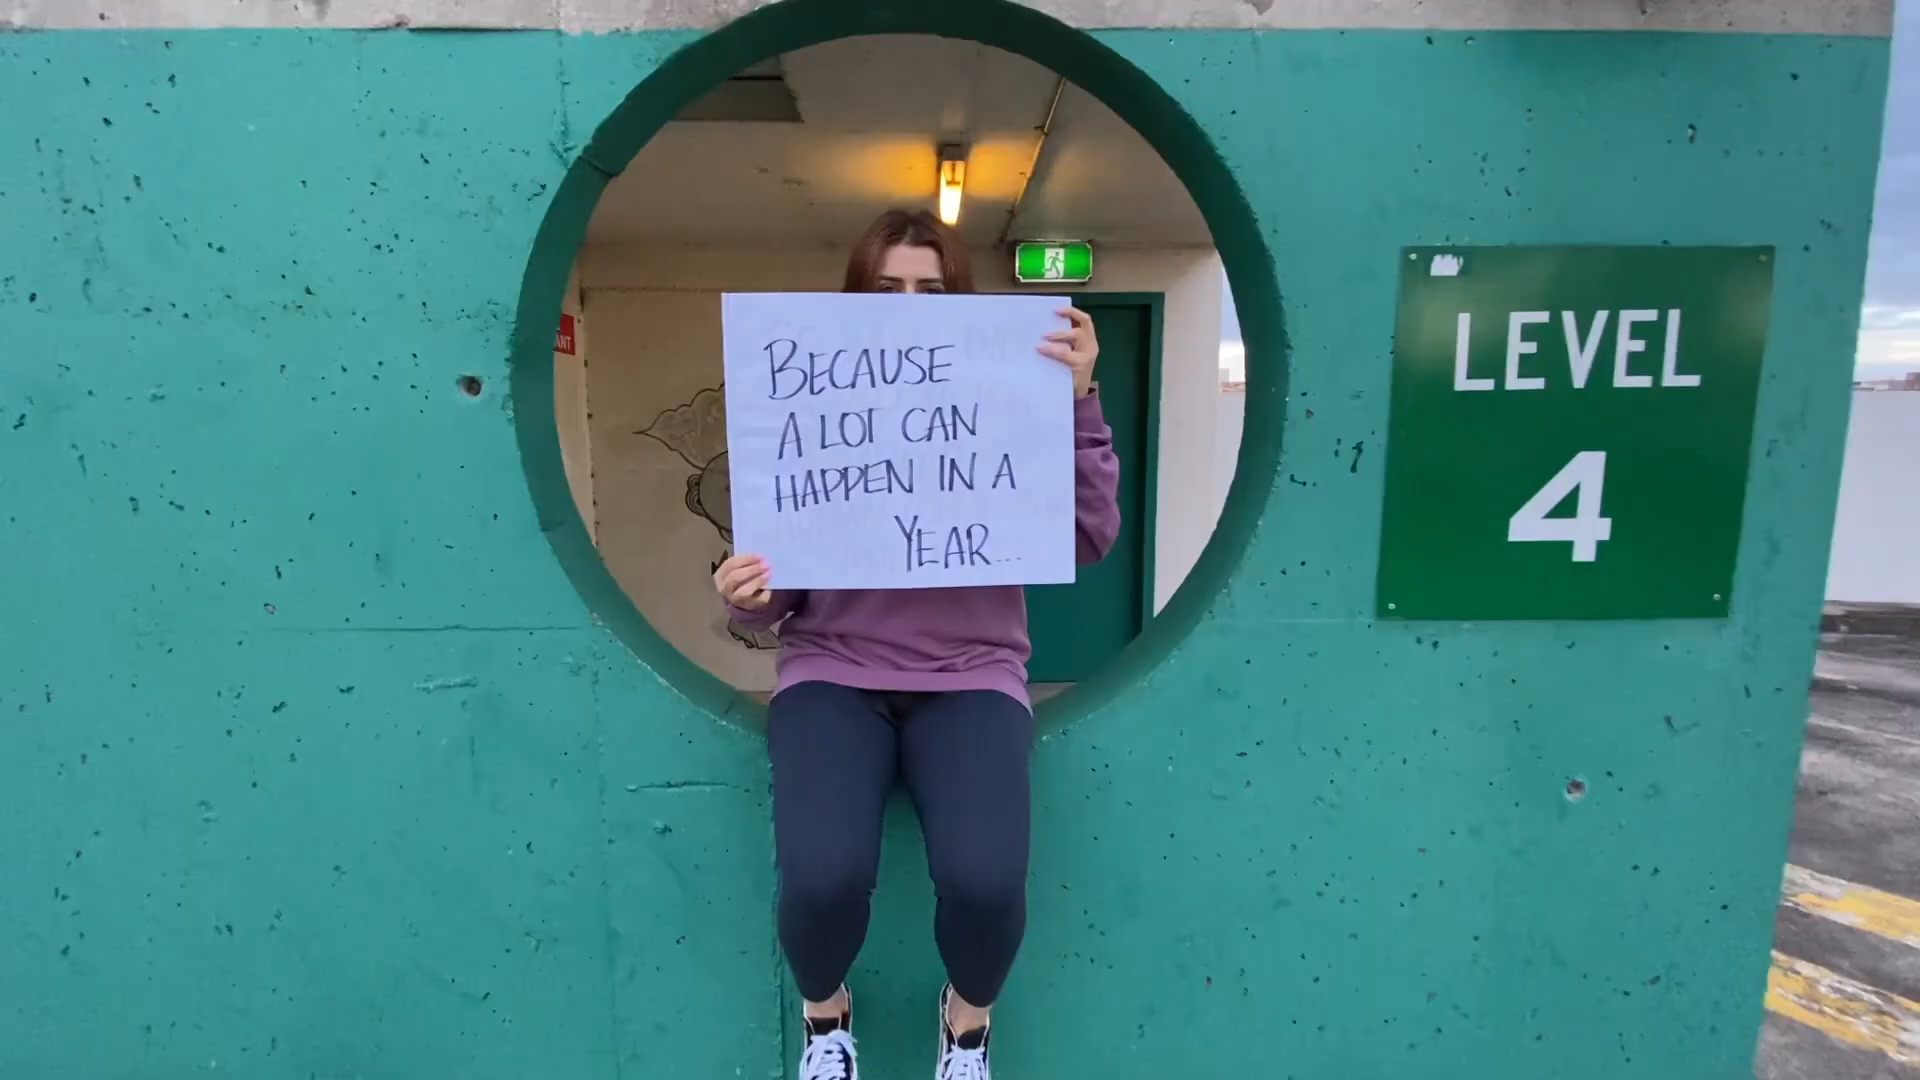 BECAUSE
A LOT CAN
HAPPEN IN A
YEAR...
LEVEL
4